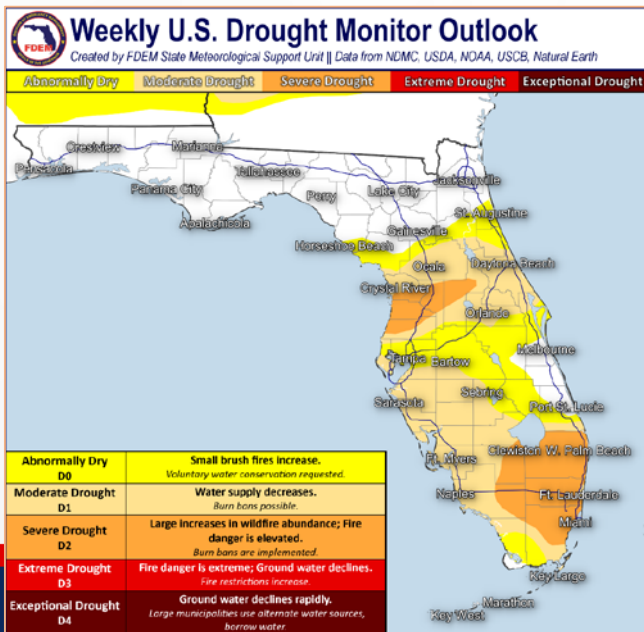 Weekly U.S. Drought Monitor Outlook
Created by FDEM State Meteorological Support Unit || Data from NDMC, USDA, NOAA, USCB, Natural Earth
FDEM
Abnormally Dry Moderate Drought Severe Drought Extreme Drought Exceptional Drought
Crestview
Marianna
Pensacola
Tallahassee
Jacksonville
Panama City
Perry
Lake City
Apalachicola
St. Augustine
Gainesville
Horseshoe Beach
Ocala
Daytona Beach
Crystal River
Orlando
Melbourne
Tampa
Bartow
Sebring
Sarasota
Port St. Lucie
Clewiston
W. Palm Beach
Ft. Myers
Naples
Ft. Lauderdale
Miami
Key Largo
Marathon
Key West
Abnormally Dry
D0
Small brush fires increase.
Voluntary water conservation requested.
Moderate Drought
D1
Water supply decreases.
Burn bans possible.
Severe Drought
D2
Large increases in wildfire abundance; Fire
danger is elevated.
Burn bans are implemented.
Extreme Drought
D3
Fire danger is extreme; Ground water declines.
Fire restrictions increase.
Exceptional Drought
D4
Ground water declines rapidly.
Large municipalities use alternate water sources,
borrow water.